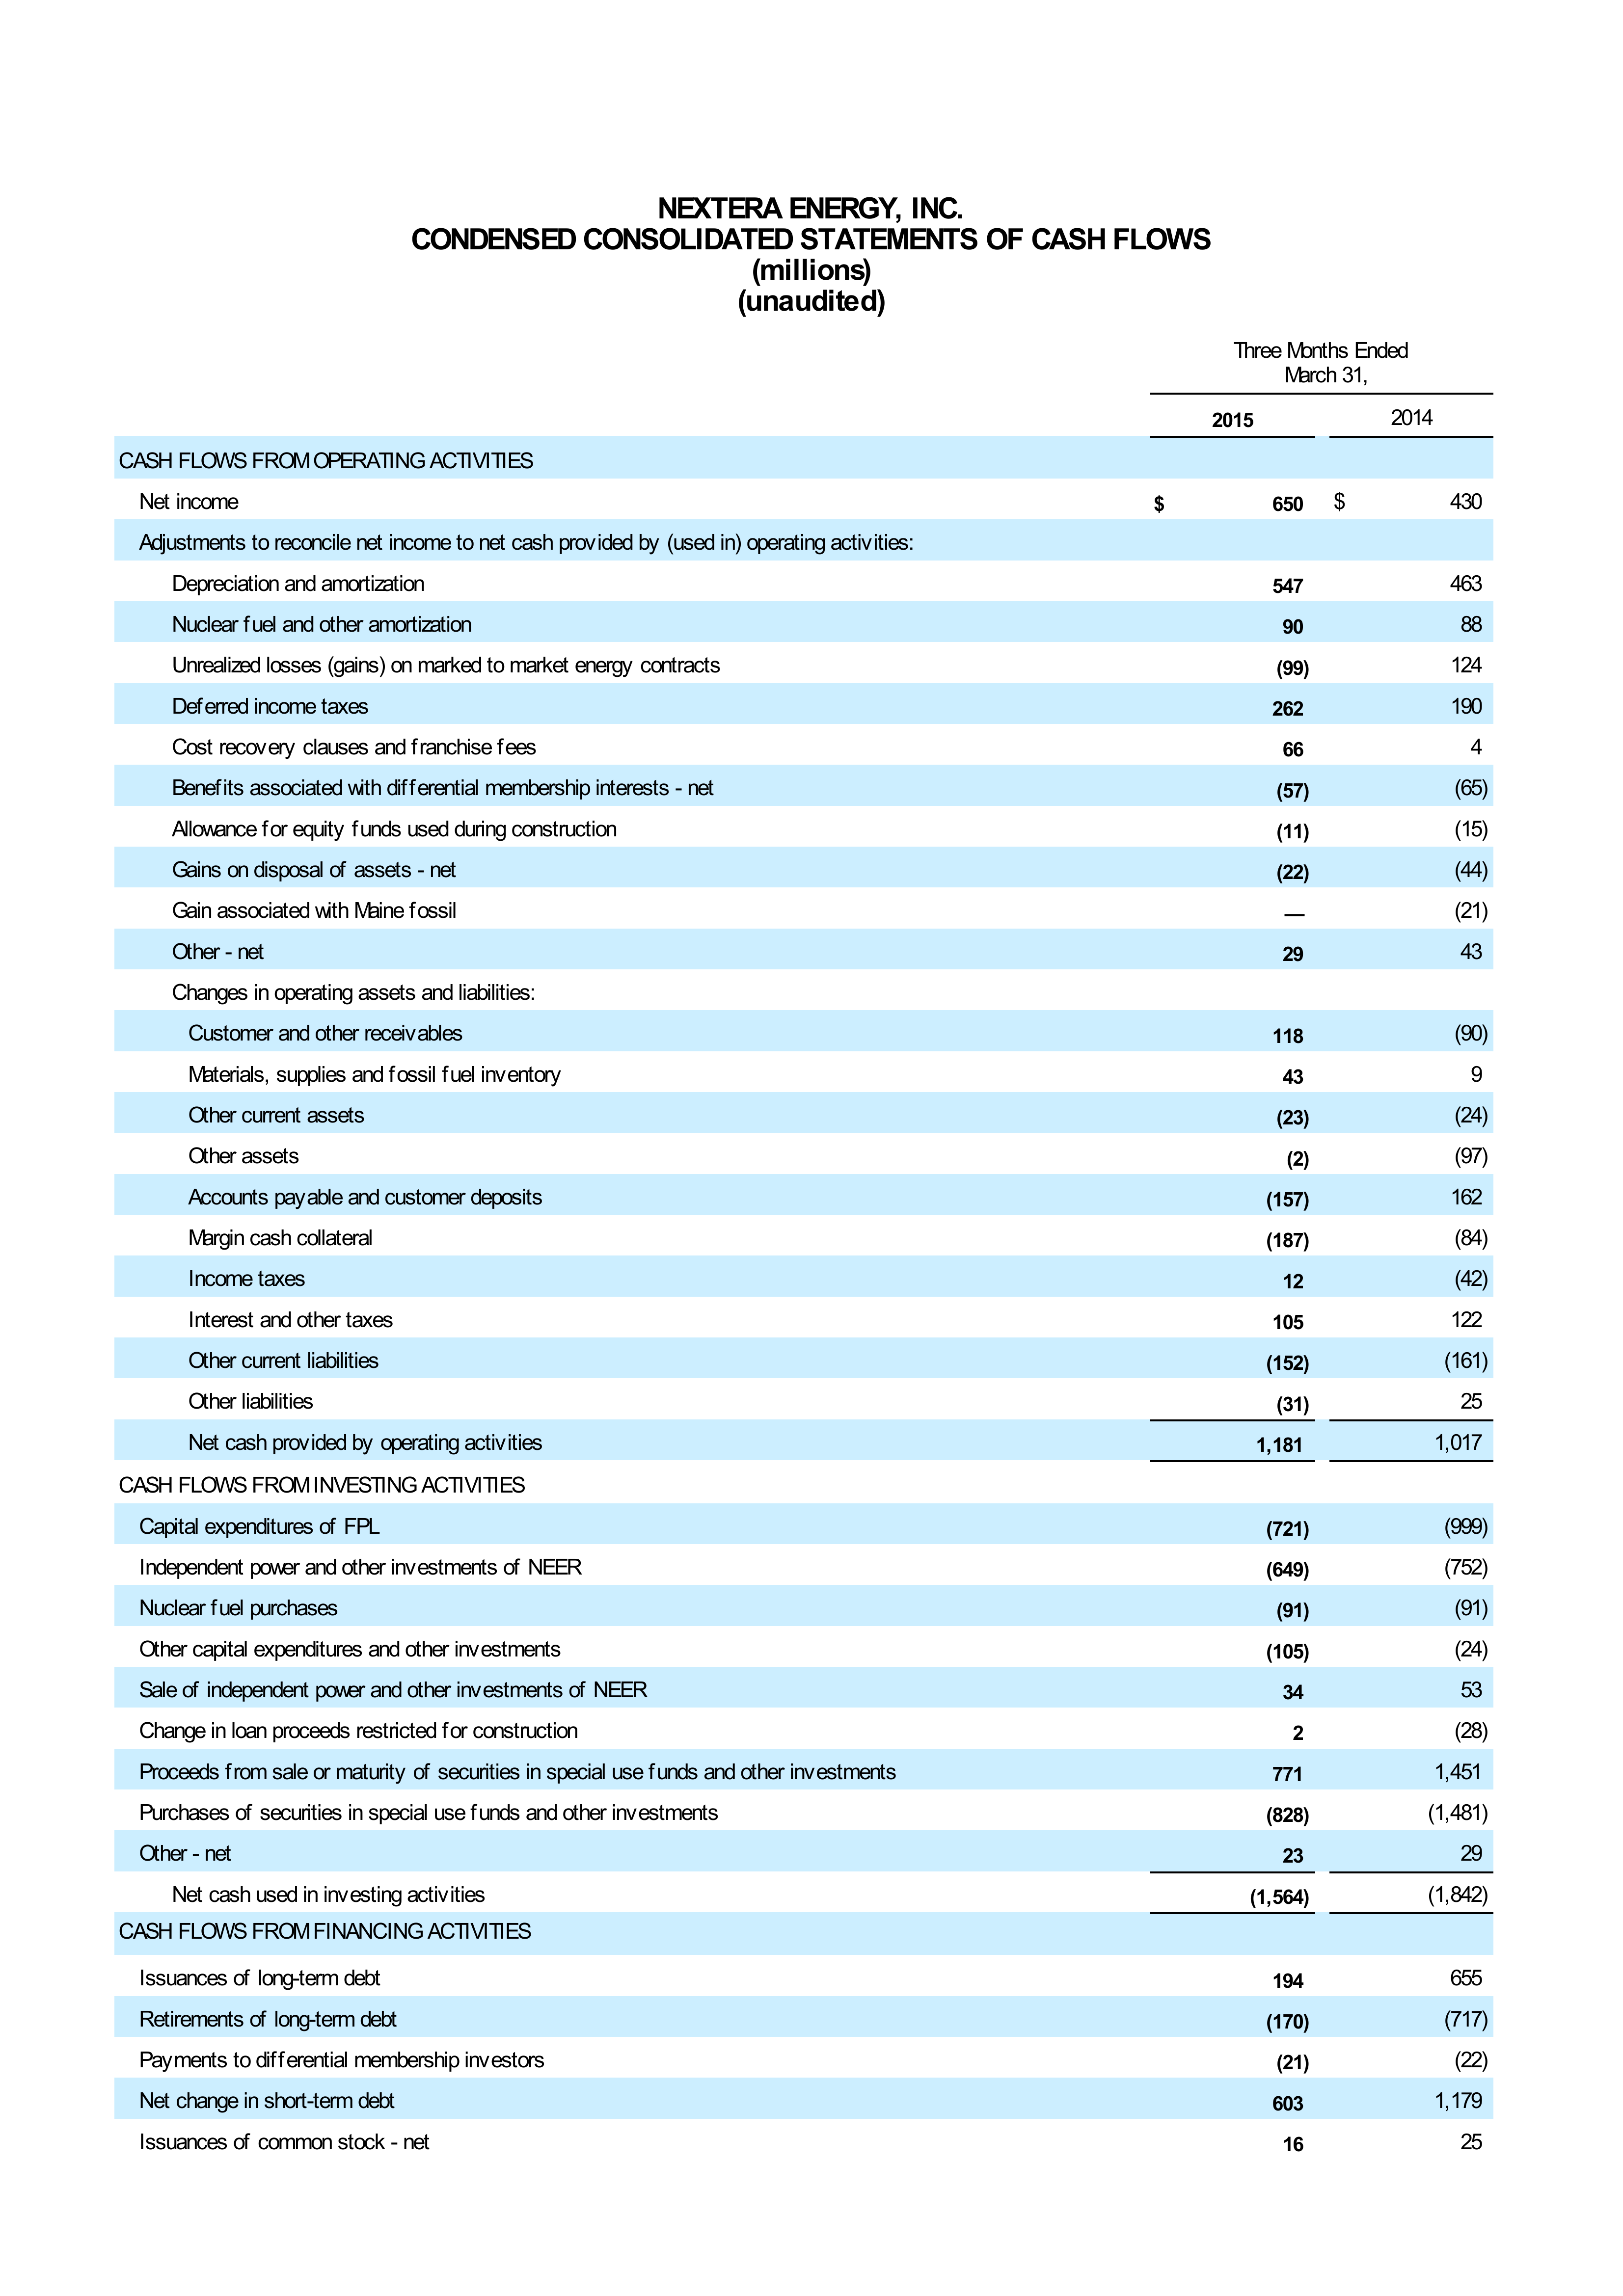 NEXTERA ENERGY, INC.
CONDENSED CONSOLIDATED STATEMENTS OF CASH FLOWS
(millions)
(unaudited)
Three Months Ended
March 31,
2015 2014
CASH FLOWS FROM OPERATING ACTIVITIES
Net income $ 650 $ 430
Adjustments to reconcile net income to net cash provided by (used in) operating activities:
Depreciation and amortization 547 463
Nuclear fuel and other amortization 90 88
Unrealized losses (gains) on marked to market energy contracts (99) 124
Deferred income taxes 262 190
Cost recovery clauses and franchise fees 66 4
Benefits associated with differential membership interests - net (57) (65)
Allowance for equity funds used during construction (11) (15)
Gains on disposal of assets - net (22) (44)
Gain associated with Maine fossil — (21)
Other - net 29 43
Changes in operating assets and liabilities:
Customer and other receivables 118 (90)
Materials, supplies and fossil fuel inventory 43 9
Other current assets (23) (24)
Other assets (2) (97)
Accounts payable and customer deposits (157) 162
Margin cash collateral (187) (84)
Income taxes 12 (42)
Interest and other taxes 105 122
Other current liabilities (152) (161)
Other liabilities (31) 25
Net cash provided by operating activities 1,181 1,017
CASH FLOWS FROM INVESTING ACTIVITIES
Capital expenditures of FPL (721) (999)
Independent power and other investments of NEER (649) (752)
Nuclear fuel purchases (91) (91)
Other capital expenditures and other investments (105) (24)
Sale of independent power and other investments of NEER 34 53
Change in loan proceeds restricted for construction 2 (28)
Proceeds from sale or maturity of securities in special use funds and other investments 771 1,451
Purchases of securities in special use funds and other investments (828) (1,481)
Other - net 23 29
Net cash used in investing activities (1,564) (1,842)
CASH FLOWS FROM FINANCING ACTIVITIES
Issuances of long-term debt 194 655
Retirements of long-term debt (170) (717)
Payments to differential membership investors (21) (22)
Net change in short-term debt 603 1,179
Issuances of common stock - net 16 25